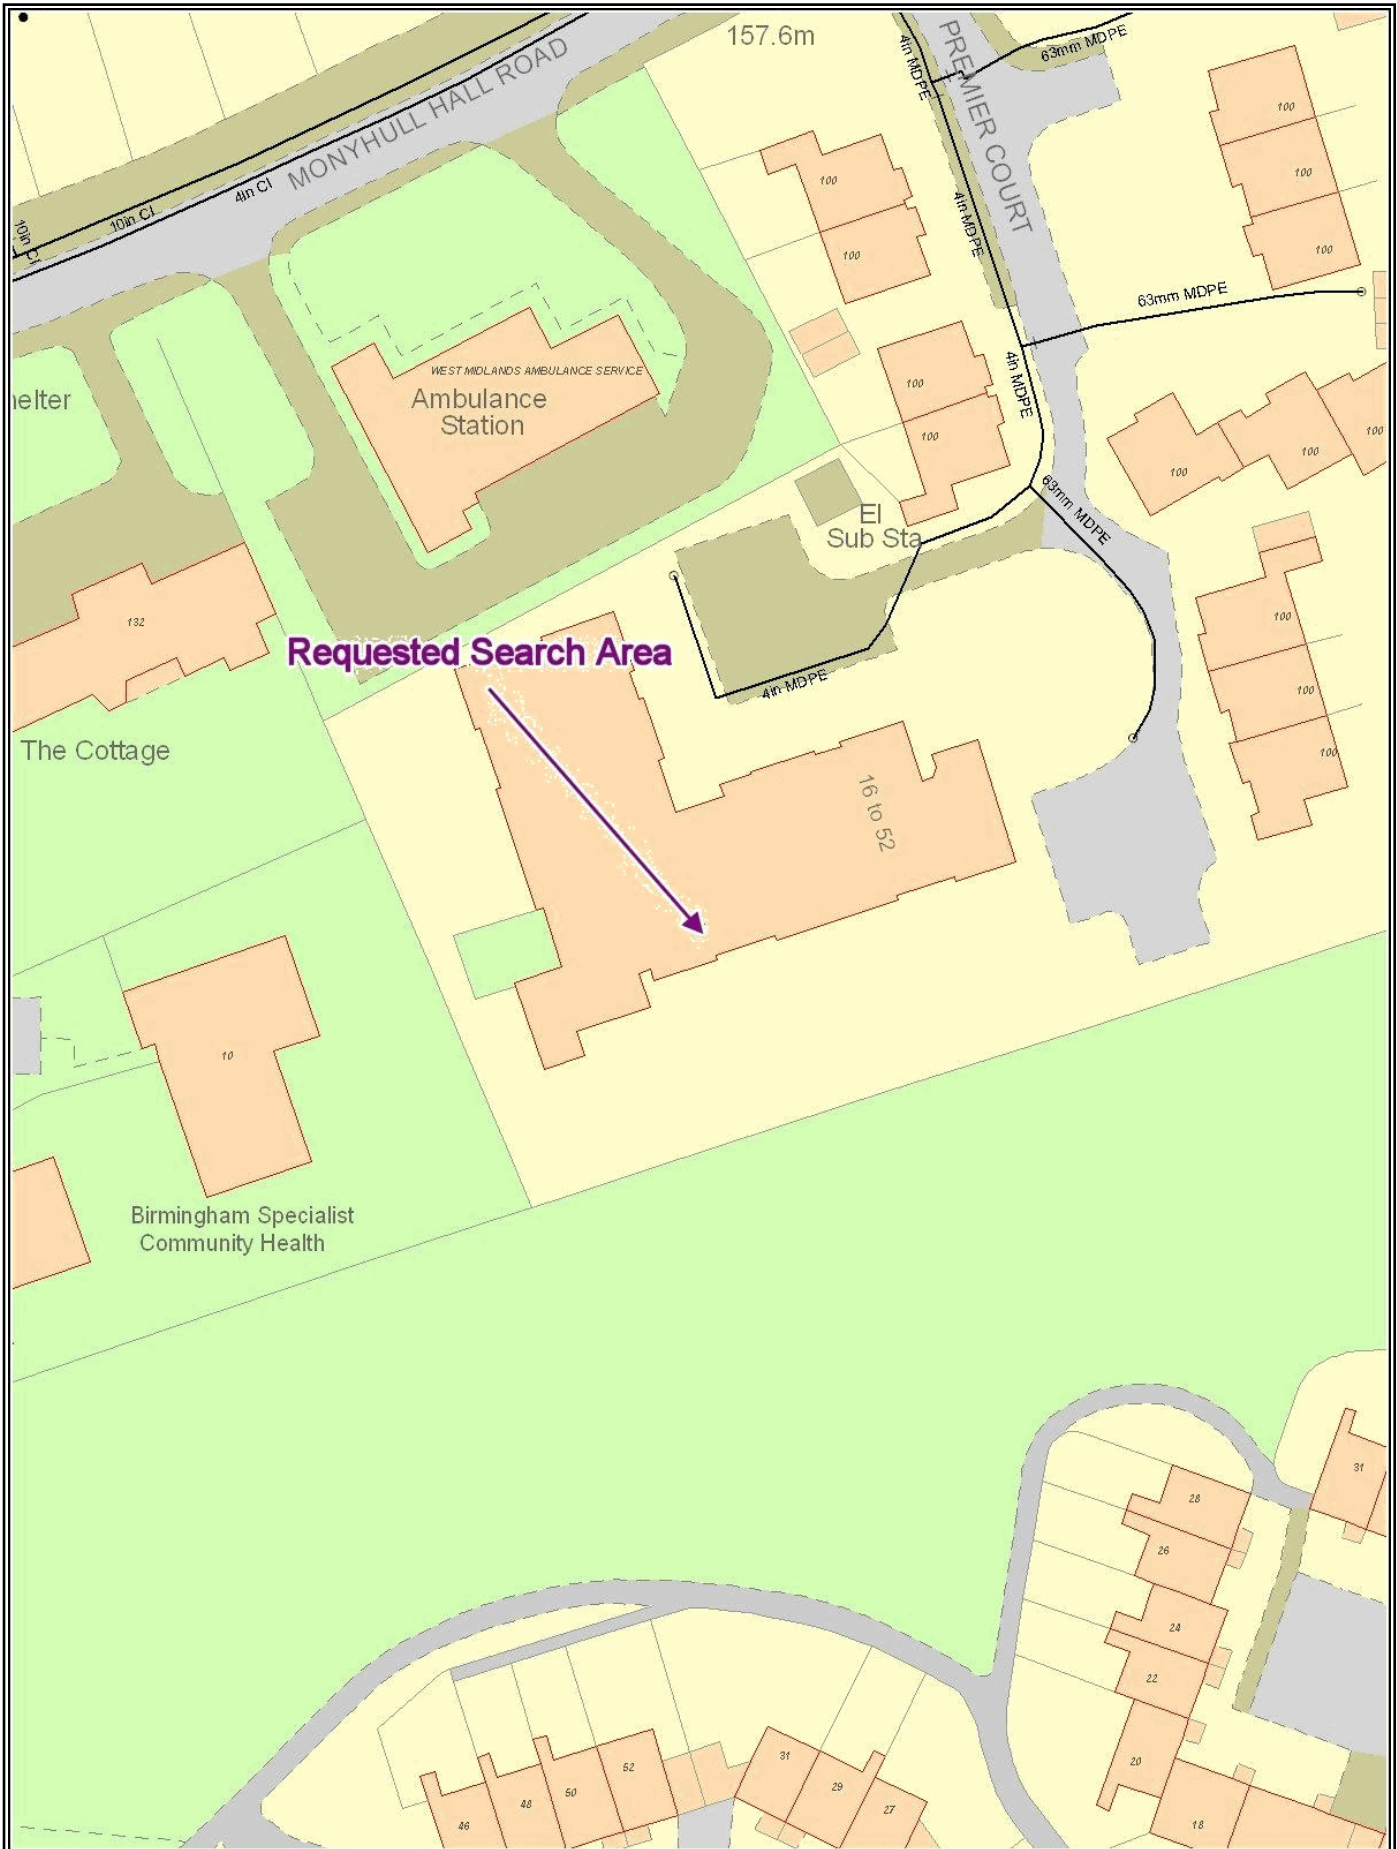 157.6m
PREMIER COURT
4in MDPE
63mm MDPE
MONYHULL HALL ROAD
10in CI
10in CI
4in CI
100
100
100
100
100
4in MDPE
63mm MDPE
WEST MIDLANDS AMBULANCE SERVICE
Ambulance
Station
helter
100
100
4in MDPE
100
100
100
El
Sub Sta
63mm MDPE
132
Requested Search Area
4in MDPE
100
100
100
The Cottage
16 to 52
10
Birmingham Specialist
Community Health
31
28
26
24
22
20
18
52
50
48
46
31
29
27